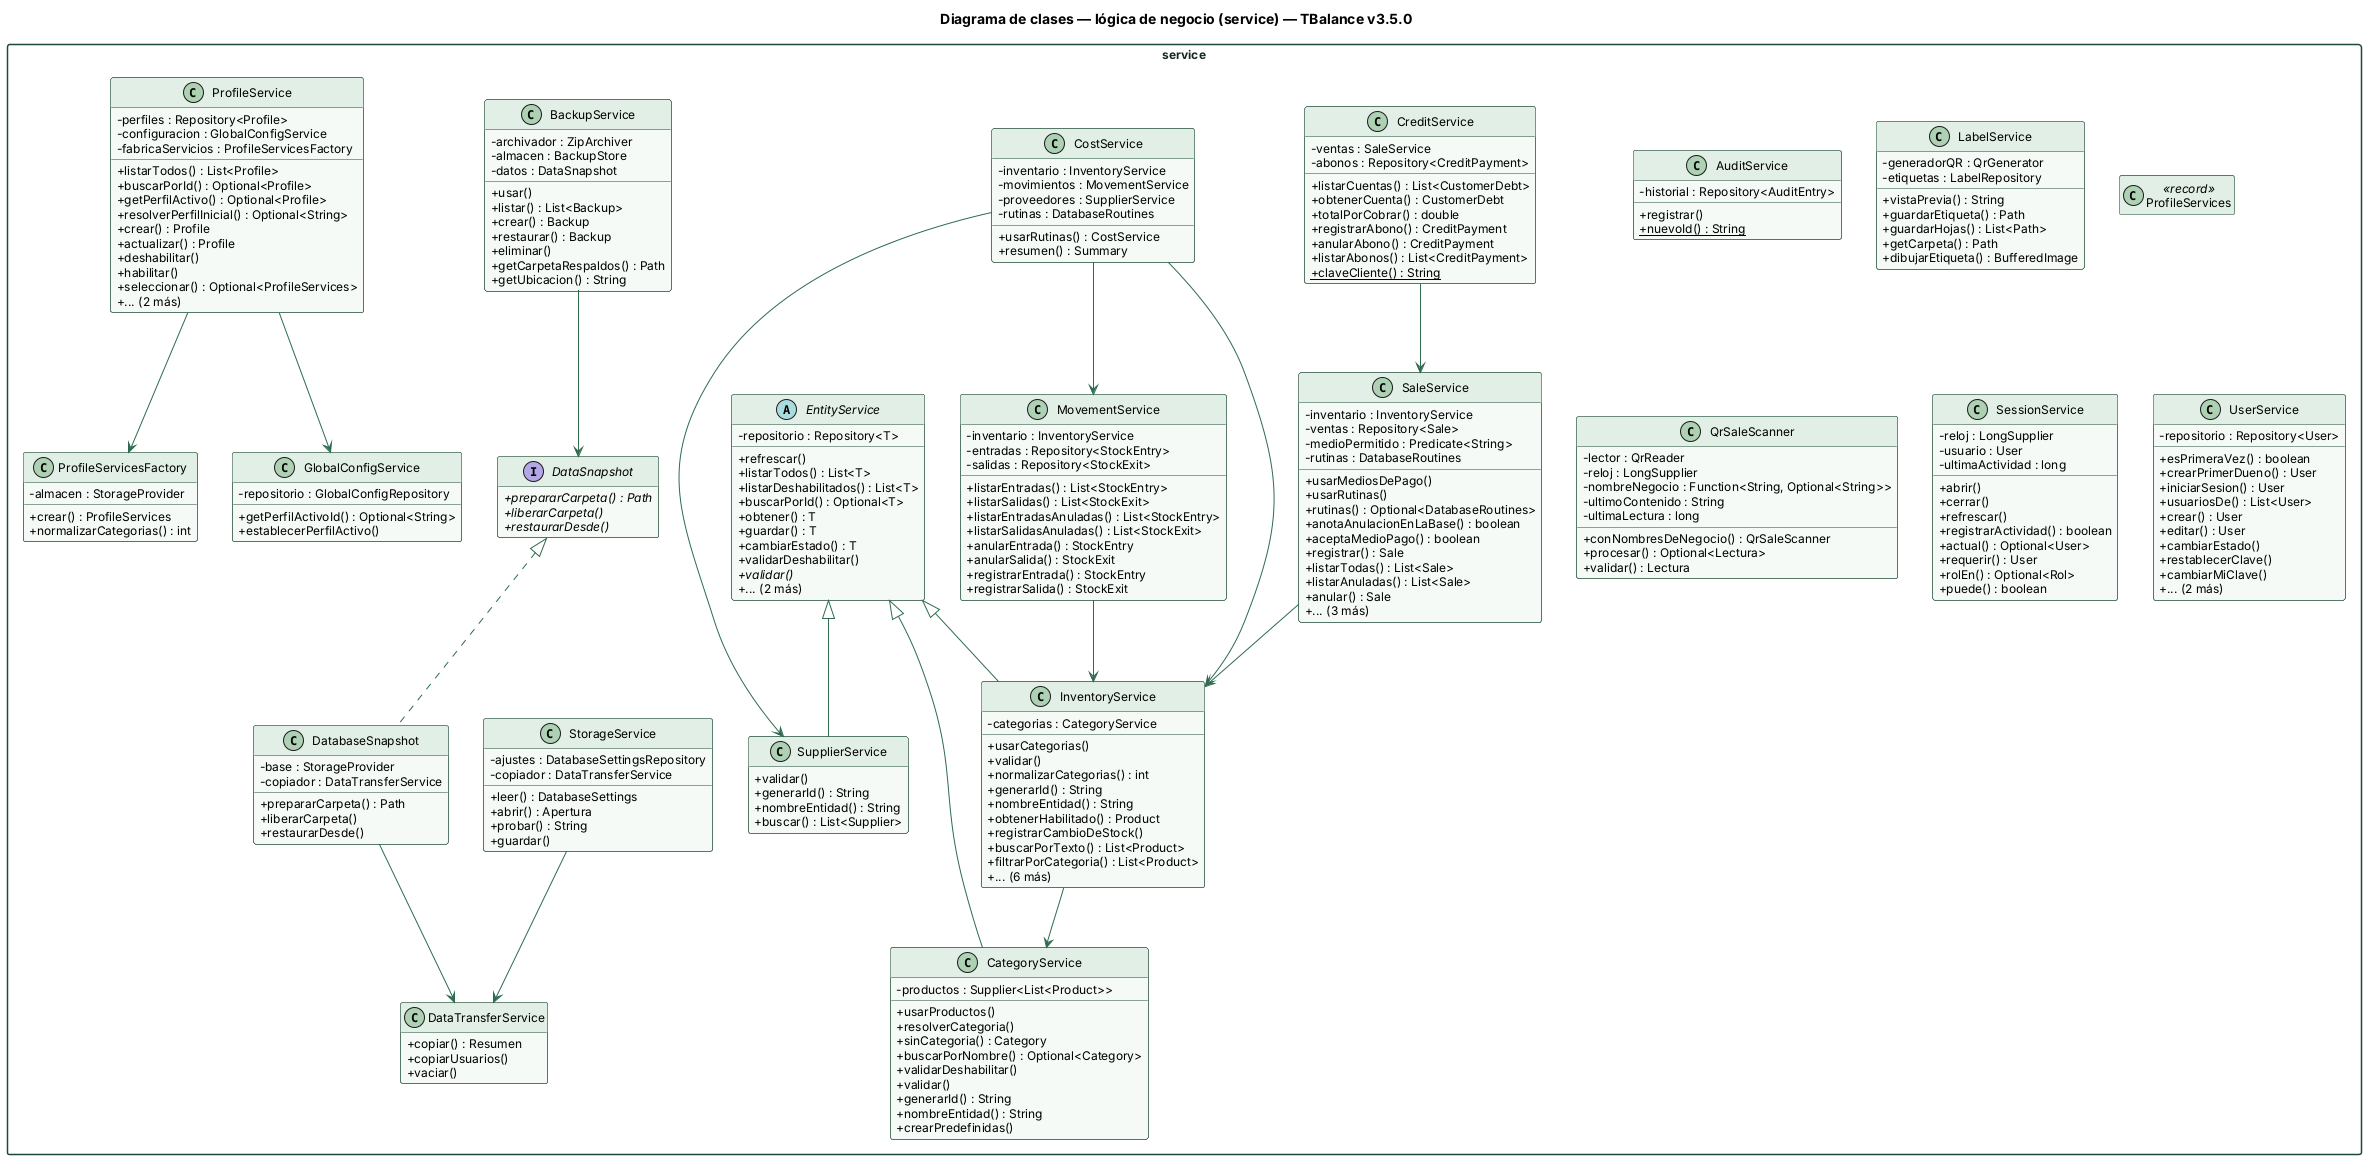 Diagrama de clases — lógica de negocio (service) — TBalance v3.5.0
service
C ProfileService
-perfiles : Repository<Profile>
-configuracion : GlobalConfigService
-fabricaServicios : ProfileServicesFactory
+listarTodos() : List<Profile>
+buscarPorId() : Optional<Profile>
+getPerfilActivo() : Optional<Profile>
+resolverPerfilInicial() : Optional<String>
+crear() : Profile
+actualizar() : Profile
+deshabilitar()
+habilitar()
+seleccionar() : Optional<ProfileServices>
+... (2 más)
C BackupService
-archivador : ZipArchiver
-almacen : BackupStore
-datos : DataSnapshot
+usar()
+listar() : List<Backup>
+crear() : Backup
+restaurar() : Backup
+eliminar()
+getCarpetaRespaldos() : Path
+getUbicacion() : String
C CostService
-inventario : InventoryService
-movimientos : MovementService
-proveedores : SupplierService
-rutinas : DatabaseRoutines
+usarRutinas() : CostService
+resumen() : Summary
C CreditService
-ventas : SaleService
-abonos : Repository<CreditPayment>
+listarCuentas() : List<CustomerDebt>
+obtenerCuenta() : CustomerDebt
+totalPorCobrar() : double
+registrarAbono() : CreditPayment
+anularAbono() : CreditPayment
+listarAbonos() : List<CreditPayment>
+claveCliente() : String
C AuditService
-historial : Repository<AuditEntry>
+registrar()
+nuevoId() : String
C LabelService
-generadorQR : QrGenerator
-etiquetas : LabelRepository
+vistaPrevia() : String
+guardarEtiqueta() : Path
+guardarHojas() : List<Path>
+getCarpeta() : Path
+dibujarEtiqueta() : BufferedImage
«record»
C ProfileServices
C ProfileServicesFactory
-almacen : StorageProvider
+crear() : ProfileServices
+normalizarCategorias() : int
C GlobalConfigService
-repositorio : GlobalConfigRepository
+getPerfilActivoId() : Optional<String>
+establecerPerfilActivo()
I DataSnapshot
+prepararCarpeta() : Path
+liberarCarpeta()
+restaurarDesde()
A EntityService
-repositorio : Repository<T>
+refrescar()
+listarTodos() : List<T>
+listarDeshabilitados() : List<T>
+buscarPorId() : Optional<T>
+obtener() : T
+guardar() : T
+cambiarEstado() : T
+validarDeshabilitar()
+validar()
+... (2 más)
C MovementService
-inventario : InventoryService
-entradas : Repository<StockEntry>
-salidas : Repository<StockExit>
+listarEntradas() : List<StockEntry>
+listarSalidas() : List<StockExit>
+listarEntradasAnuladas() : List<StockEntry>
+listarSalidasAnuladas() : List<StockExit>
+anularEntrada() : StockEntry
+anularSalida() : StockExit
+registrarEntrada() : StockEntry
+registrarSalida() : StockExit
C SaleService
-inventario : InventoryService
-ventas : Repository<Sale>
-medioPermitido : Predicate<String>
-rutinas : DatabaseRoutines
+usarMediosDePago()
+usarRutinas()
+rutinas() : Optional<DatabaseRoutines>
+anotaAnulacionEnLaBase() : boolean
+aceptaMedioPago() : boolean
+registrar() : Sale
+listarTodas() : List<Sale>
+listarAnuladas() : List<Sale>
+anular() : Sale
+... (3 más)
C QrSaleScanner
-lector : QrReader
-reloj : LongSupplier
-nombreNegocio : Function<String, Optional<String>>
-ultimoContenido : String
-ultimaLectura : long
+conNombresDeNegocio() : QrSaleScanner
+procesar() : Optional<Lectura>
+validar() : Lectura
C SessionService
-reloj : LongSupplier
-usuario : User
-ultimaActividad : long
+abrir()
+cerrar()
+refrescar()
+registrarActividad() : boolean
+actual() : Optional<User>
+requerir() : User
+rolEn() : Optional<Rol>
+puede() : boolean
C UserService
-repositorio : Repository<User>
+esPrimeraVez() : boolean
+crearPrimerDueno() : User
+iniciarSesion() : User
+usuariosDe() : List<User>
+crear() : User
+editar() : User
+cambiarEstado()
+restablecerClave()
+cambiarMiClave()
+... (2 más)
C DatabaseSnapshot
-base : StorageProvider
-copiador : DataTransferService
+prepararCarpeta() : Path
+liberarCarpeta()
+restaurarDesde()
C StorageService
-ajustes : DatabaseSettingsRepository
-copiador : DataTransferService
+leer() : DatabaseSettings
+abrir() : Apertura
+probar() : String
+guardar()
C SupplierService
+validar()
+generarId() : String
+nombreEntidad() : String
+buscar() : List<Supplier>
C InventoryService
-categorias : CategoryService
+usarCategorias()
+validar()
+normalizarCategorias() : int
+generarId() : String
+nombreEntidad() : String
+obtenerHabilitado() : Product
+registrarCambioDeStock()
+buscarPorTexto() : List<Product>
+filtrarPorCategoria() : List<Product>
+... (6 más)
C DataTransferService
+copiar() : Resumen
+copiarUsuarios()
+vaciar()
C CategoryService
-productos : Supplier<List<Product>>
+usarProductos()
+resolverCategoria()
+sinCategoria() : Category
+buscarPorNombre() : Optional<Category>
+validarDeshabilitar()
+validar()
+generarId() : String
+nombreEntidad() : String
+crearPredefinidas()